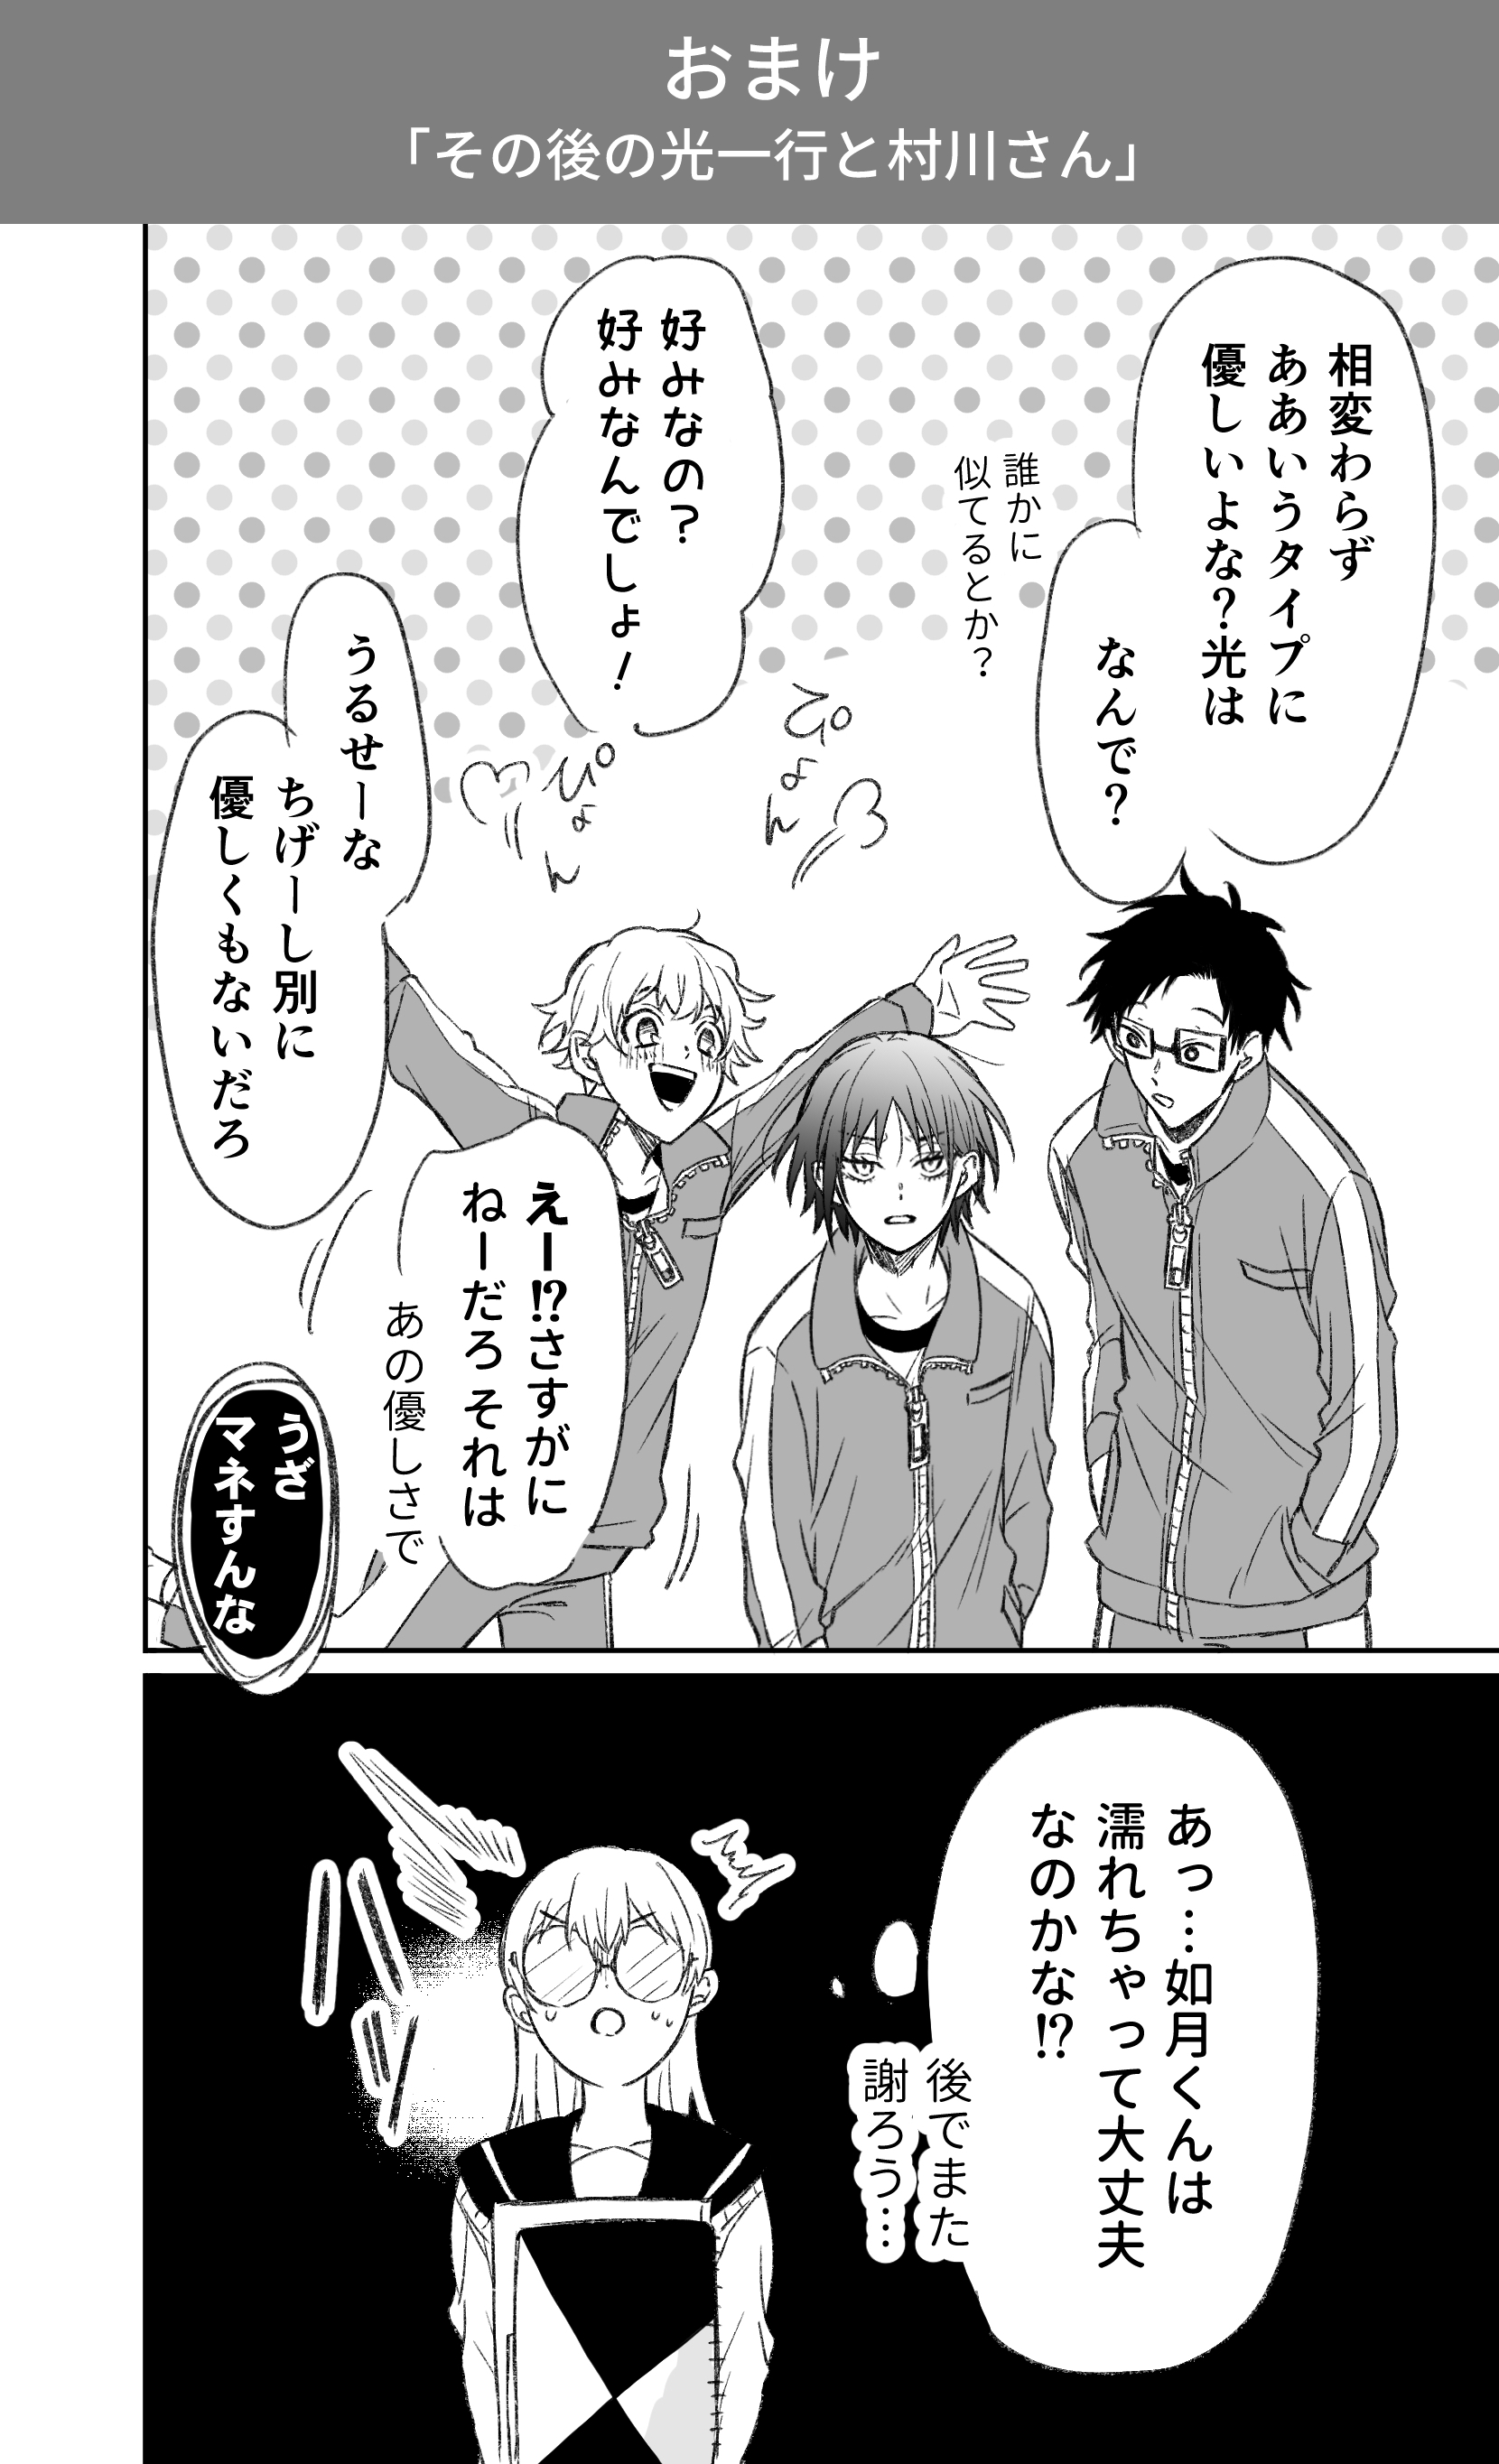 おまけ
「その後の光一行と村川さん」
相変わらず
ああいうタイプに
優しいよな？光は
なんで？
誰かに
似てるとか？
好みなの？
好みなんでしょ！
ぴょん
ぴょん
うるせーな
ちげーし別に
優しくもないだろ
えー⁉さすがに
ねーだろ それは
あの優しさで
うざ
マネすんな
あっ…如月くんは
濡れちゃって大丈夫
なのかな⁉
後でまた
謝ろう…